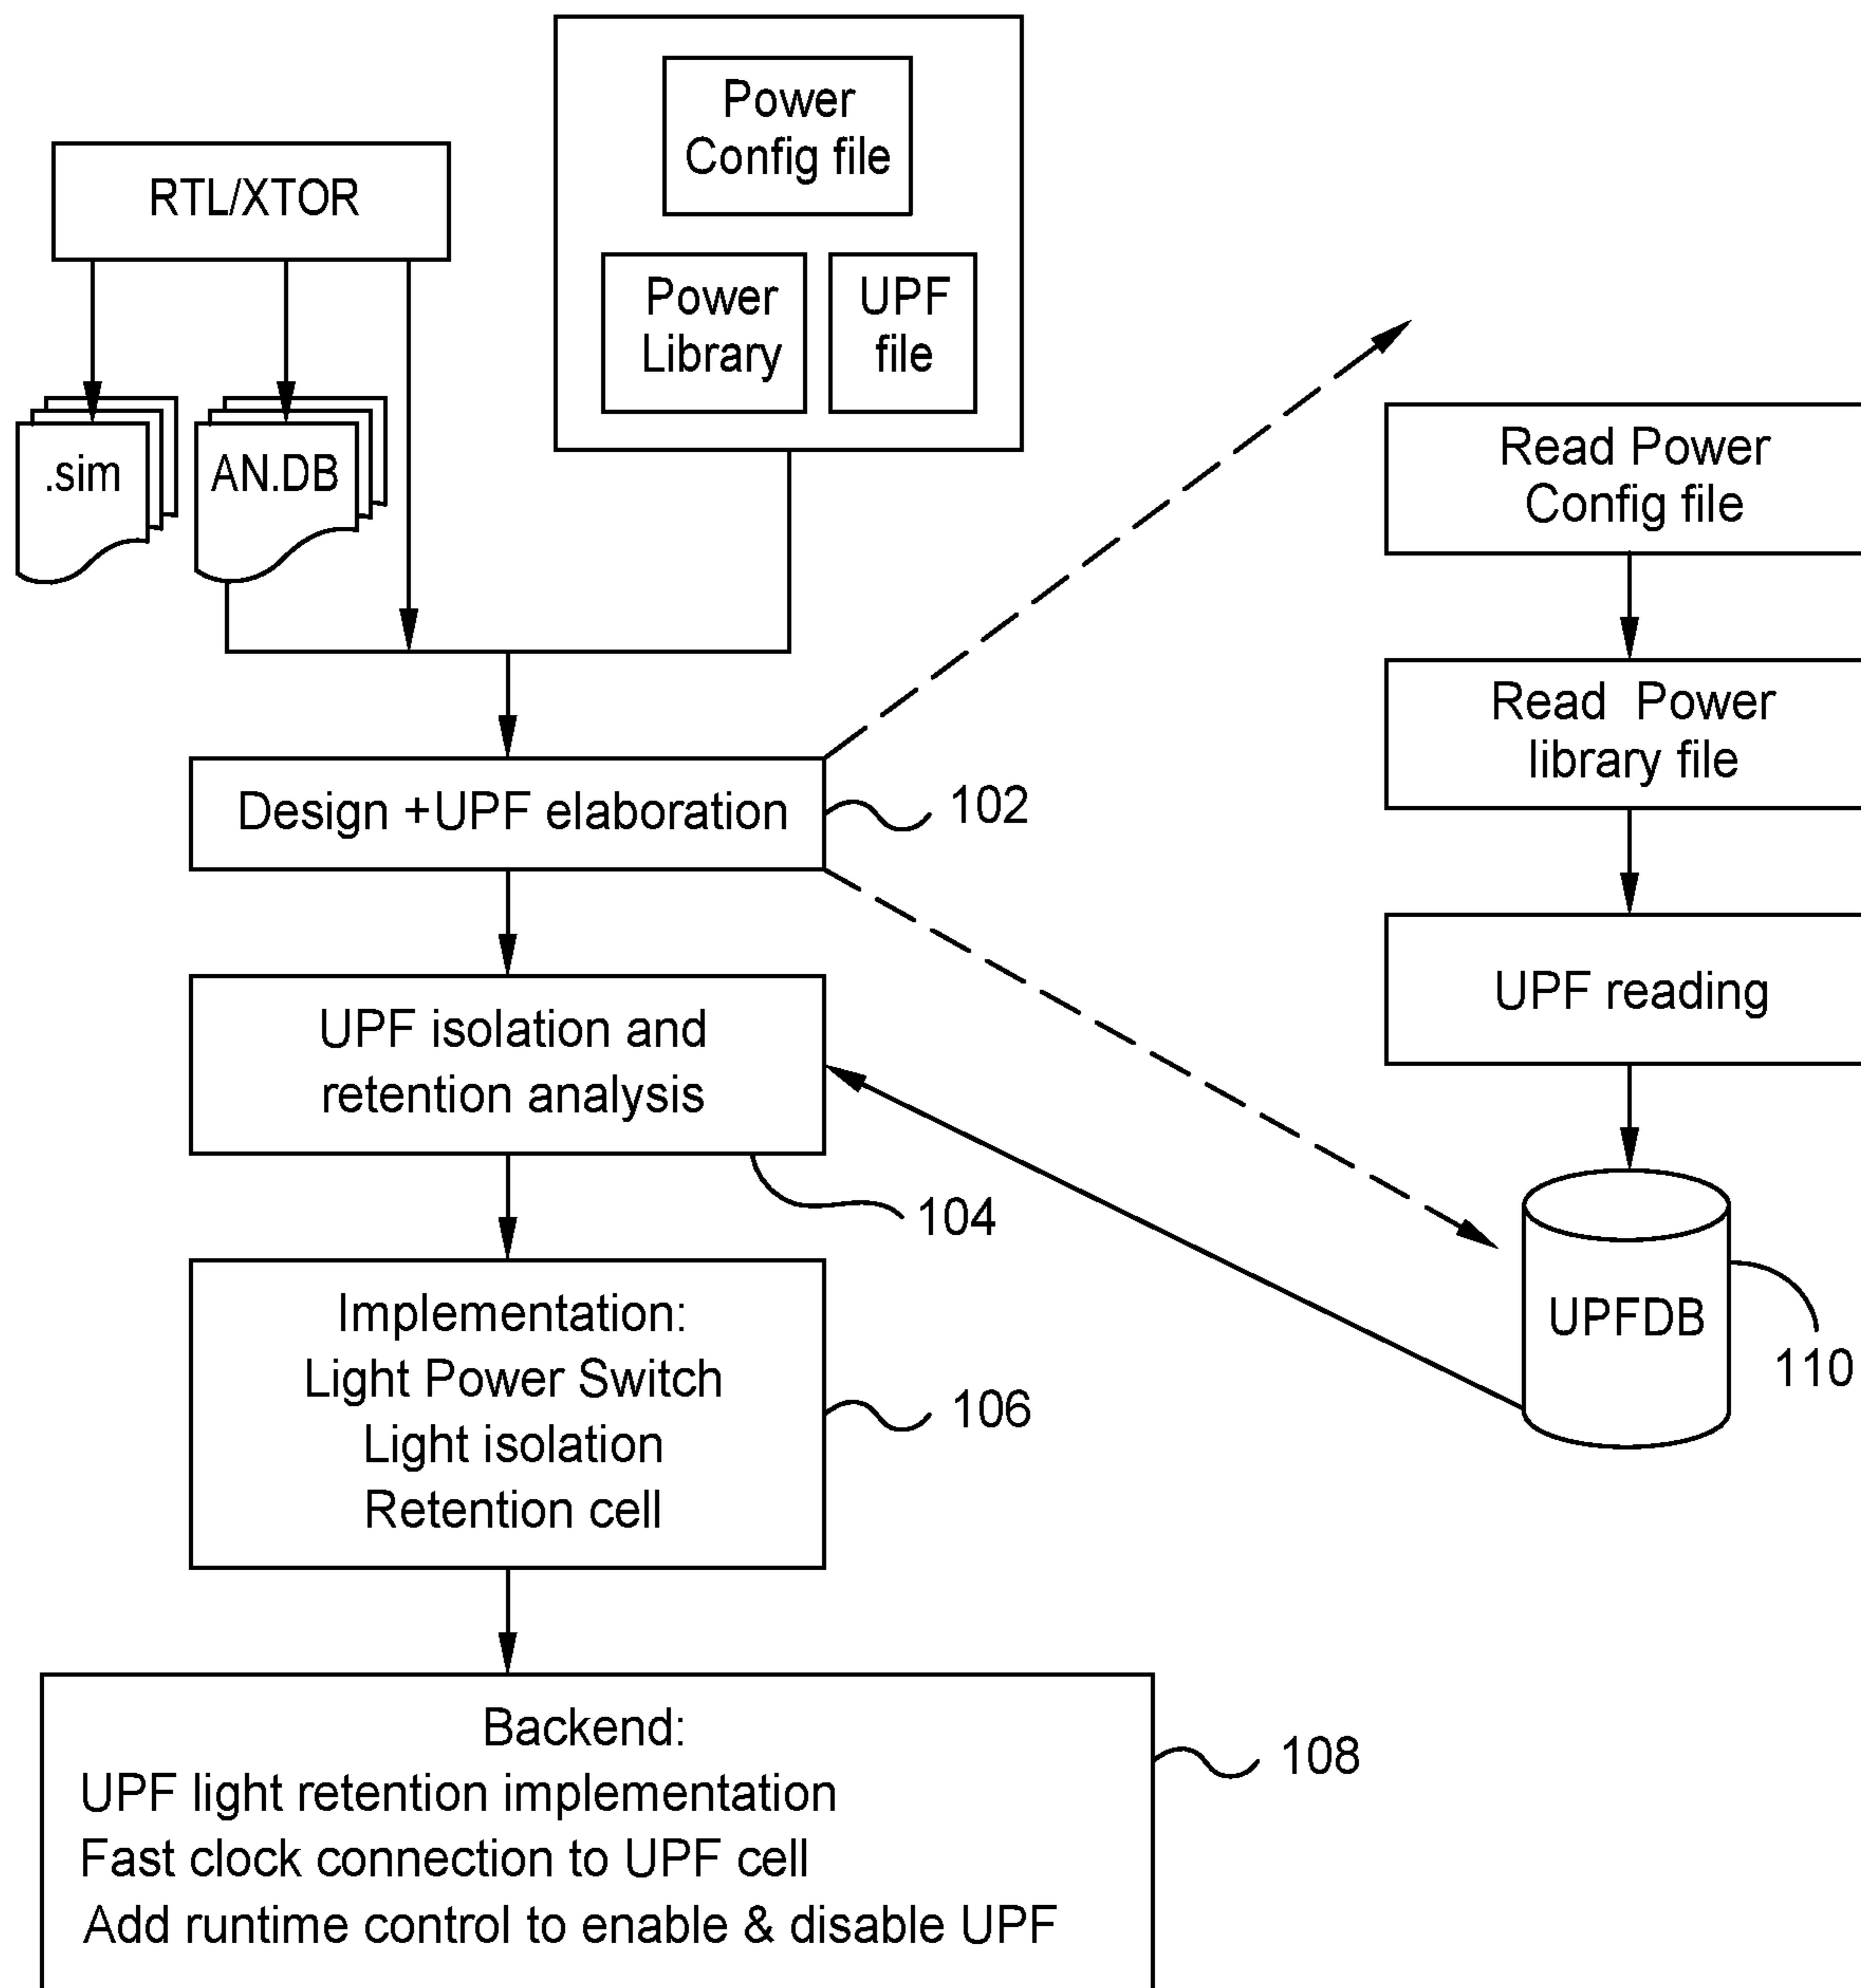 Power
Config file
RTL/XTOR
Power
Library
UPF
file
.sim
AN.DB
Read Power
Config file
Read Power
library file
Design +UPF elaboration
102
UPF reading
UPF isolation and
retention analysis
104
Implementation:
Light Power Switch
Light isolation
Retention cell
106
UPFDB
110
Backend:
UPF light retention implementation
Fast clock connection to UPF cell
Add runtime control to enable & disable UPF
108